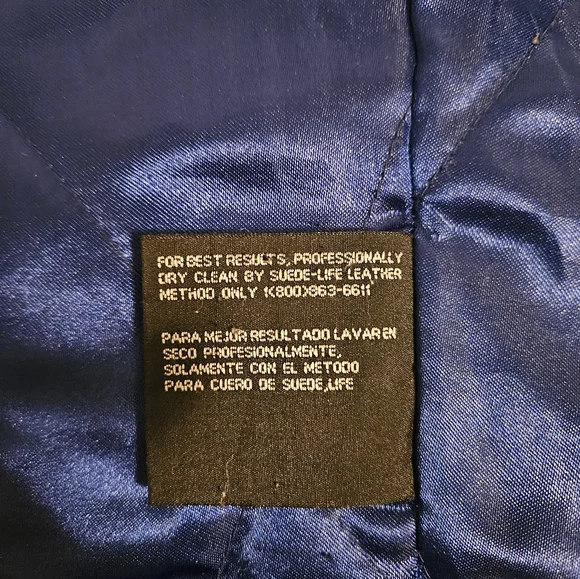 FOR BEST RESULTS, PROFESSIONALLY
DRY CLEAN BY SUEDE-LIFE LEATHER
METHOD ONLY 1<800>863-6611
PARA MEJOR RESULTADO LAVAR EN
SECO PROFESIONALMENTE,
SOLAMENTE CON EL METODO
PARA CUERO DE SUEDE,LIFE